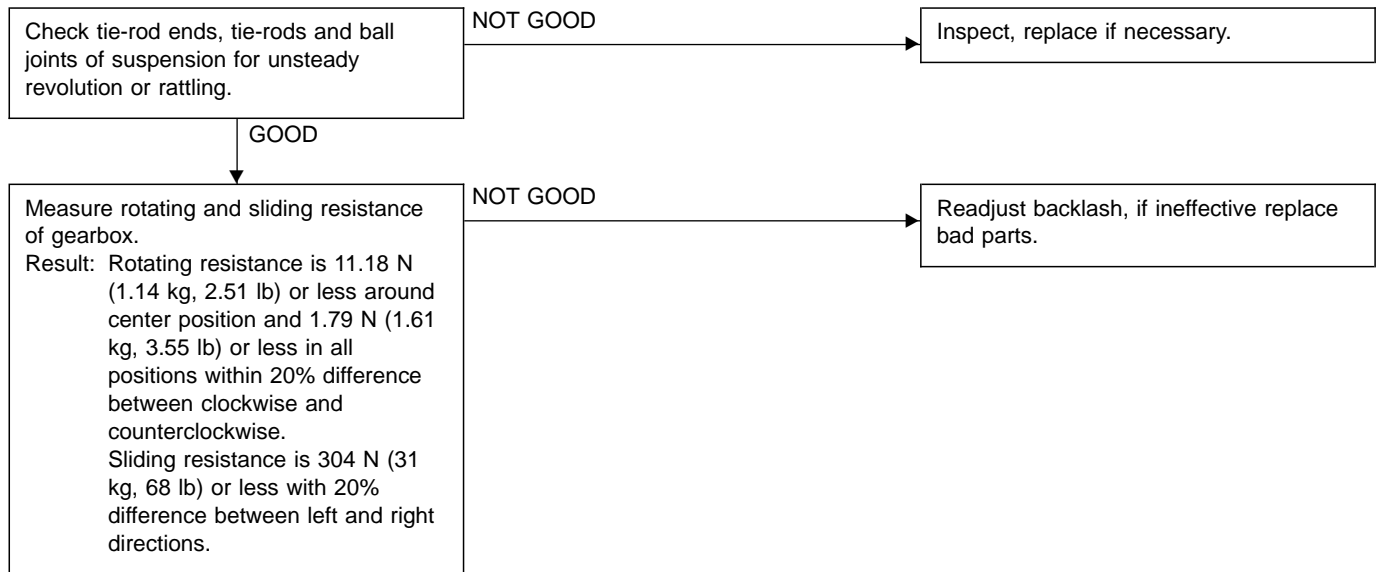 Check tie-rod ends, tie-rods and ball
joints of suspension for unsteady
revolution or rattling.
NOT GOOD
Inspect, replace if necessary.
GOOD
Measure rotating and sliding resistance
of gearbox.
Result: Rotating resistance is 11.18 N
(1.14 kg, 2.51 lb) or less around
center position and 1.79 N (1.61
kg, 3.55 lb) or less in all
positions within 20% difference
between clockwise and
counterclockwise.
Sliding resistance is 304 N (31
kg, 68 lb) or less with 20%
difference between left and right
directions.
NOT GOOD
Readjust backlash, if ineffective replace
bad parts.